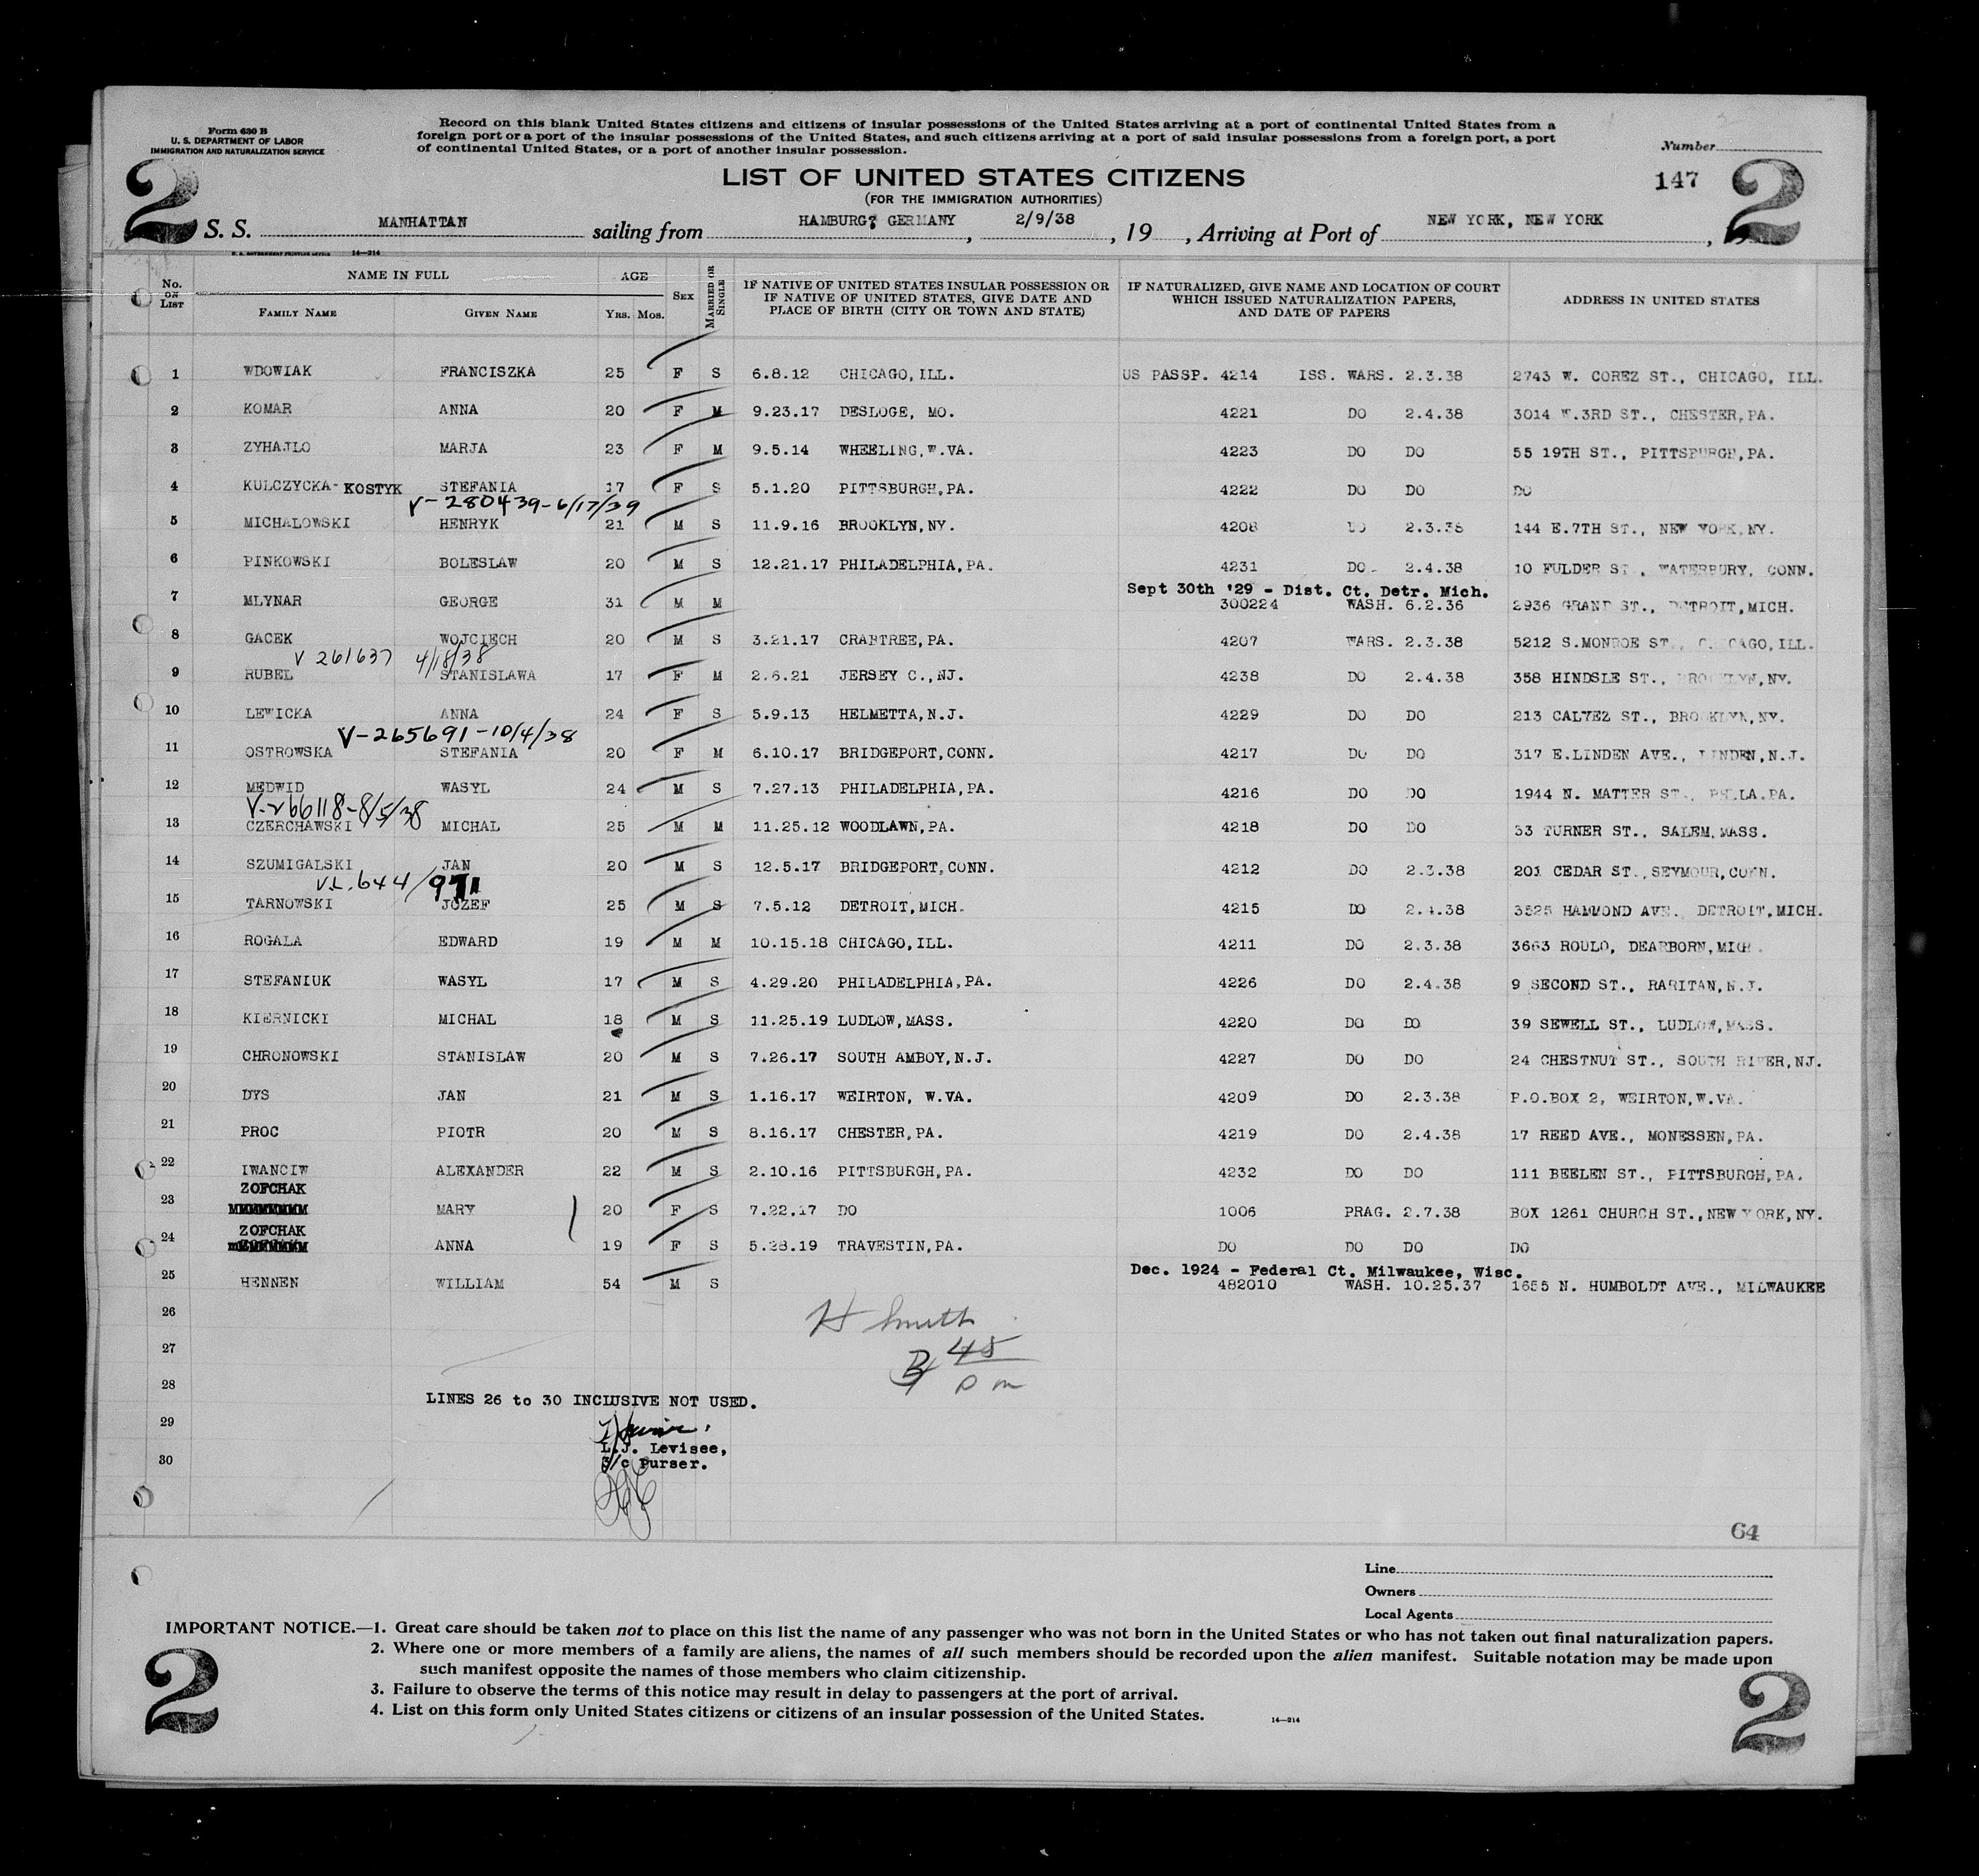 Form 630 B
U. S. DEPARTMENT OF LABOR
IMMIGRATION AND NATURALIZATION SERVICE
Record on this blank United States citizens and citizens of insular possessions of the United States arriving at a port of continental United States from a
foreign port or a port of the insular possessions of the United States, and such citizens arriving at a port of said insular possessions from a foreign port, a port
of continental United States, or a port of another insular possession.
Number
147
2
2
LIST OF UNITED STATES CITIZENS
(FOR THE IMMIGRATION AUTHORITIES)
S. S. MANHATTAN sailing from HAMBURG, GERMANY, 2/9/38, 19 , Arriving at Port of NEW YORK, NEW YORK,
U. S. GOVERNMENT PRINTING OFFICE 14—214
No. ON LIST
NAME IN FULL
FAMILY NAME GIVEN NAME
AGE
YRS. MOS.
SEX
MARRIED OR SINGLE
IF NATIVE OF UNITED STATES INSULAR POSSESSION OR
IF NATIVE OF UNITED STATES, GIVE DATE AND
PLACE OF BIRTH (CITY OR TOWN AND STATE)
IF NATURALIZED, GIVE NAME AND LOCATION OF COURT
WHICH ISSUED NATURALIZATION PAPERS,
AND DATE OF PAPERS
ADDRESS IN UNITED STATES
1 WDOWIAK FRANCISZKA 25 F S 6.8.12 CHICAGO,ILL. US PASSP. 4214 ISS. WARS. 2.3.38 2743 W. COREZ ST., CHICAGO, ILL.
2 KOMAR ANNA 20 F M 9.23.17 DESLOGE, MO. 4221 DO 2.4.38 3014 W.3RD ST., CHESTER,PA.
3 ZYHAJLO MARJA 23 F M 9.5.14 WHEELING,W.VA. 4223 DO DO 55 19TH ST., PITTSBURGH,PA.
4 KULCZYCKA-KOSTYK STEFANIA 17 F S 5.1.20 PITTSBURGH,PA. 4222 DO DO DO
V-280439-6/17/39
5 MICHALOWSKI HENRYK 21 M S 11.9.16 BROOKLYN,NY. 4208 DO 2.3.38 144 E.7TH ST., NEW YORK,NY.
6 PINKOWSKI BOLESLAW 20 M S 12.21.17 PHILADELPHIA,PA. 4231 DO 2.4.38 10 FULDER ST., WATERBURY, CONN.
Sept 30th '29 - Dist. Ct. Detr. Mich.
7 MLYNAR GEORGE 31 M M 300224 WASH. 6.2.36 2936 GRAND ST., DETROIT,MICH.
8 GACEK WOJCIECH 20 M S 3.21.17 CRABTREE,PA. 4207 WARS. 2.3.38 5212 S.MONROE ST., CHICAGO,ILL.
V 261637 4/18/38
9 RUBEL STANISLAWA 17 F M 2.6.21 JERSEY C.,NJ. 4238 DO 2.4.38 358 HINDSLE ST., BROOKLYN,NY.
10 LEWICKA ANNA 24 F S 5.9.13 HELMETTA,N.J. 4229 DO DO 213 CALVEZ ST., BROOKLYN,NY.
V-265691-10/4/38
11 OSTROWSKA STEFANIA 20 F M 6.10.17 BRIDGEPORT,CONN. 4217 DO DO 317 E.LINDEN AVE., LINDEN,N.J.
12 MEDWID WASYL 24 M S 7.27.13 PHILADELPHIA,PA. 4216 DO DO 1944 N. MATTER ST., PHILA.PA.
V-266118-8/5/38
13 CZERCHAWSKI MICHAL 25 M M 11.25.12 WOODLAWN,PA. 4218 DO DO 33 TURNER ST., SALEM,MASS.
14 SZUMIGALSKI JAN 20 M S 12.5.17 BRIDGEPORT,CONN. 4212 DO 2.3.38 201 CEDAR ST.,SEYMOUR,CONN.
V.L.644/971
15 TARNOWSKI JOZEF 25 M S 7.5.12 DETROIT,MICH. 4215 DO 2.4.38 3525 HAMMOND AVE. DETROIT,MICH.
16 ROGALA EDWARD 19 M M 10.15.18 CHICAGO,ILL. 4211 DO 2.3.38 3663 ROULO, DEARBORN,MICH.
17 STEFANIUK WASYL 17 M S 4.29.20 PHILADELPHIA,PA. 4226 DO 2.4.38 9 SECOND ST., RARITAN,N.J.
18 KIERNICKI MICHAL 18 M S 11.25.19 LUDLOW,MASS. 4220 DO DO 39 SEWELL ST., LUDLOW,MASS.
19 CHRONOWSKI STANISLAW 20 M S 7.26.17 SOUTH AMBOY,N.J. 4227 DO DO 24 CHESTNUT ST., SOUTH RIVER,NJ.
20 DYS JAN 21 M S 1.16.17 WEIRTON, W.VA. 4209 DO 2.3.38 P.O.BOX 2, WEIRTON,W.VA.
21 PROC PIOTR 20 M S 8.16.17 CHESTER,PA. 4219 DO 2.4.38 17 REED AVE., MONESSEN,PA.
22 IWANCIW ALEXANDER 22 M S 2.10.16 PITTSBURGH,PA. 4232 DO DO 111 BEELEN ST., PITTSBURGH,PA.
23 ZOFCHAK MARY 20 F S 7.22.17 DO 1006 PRAG. 2.7.38 BOX 1261 CHURCH ST.,NEW YORK,NY.
24 ZOFCHAK ANNA 19 F S 5.28.19 TRAVESTIN,PA. DO DO DO DO
Dec. 1924 - Federal Ct. Milwaukee, Wisc.
25 HENNEN WILLIAM 54 M S 482010 WASH. 10.25.37 1655 N. HUMBOLDT AVE., MILWAUKEE
26
H Smith
27
45
28
pm
LINES 26 to 30 INCLUSIVE NOT USED.
29
L.J. Levisee,
30
3/c Purser.
64
Line
Owners
Local Agents
IMPORTANT NOTICE.—1. Great care should be taken not to place on this list the name of any passenger who was not born in the United States or who has not taken out final naturalization papers.
2. Where one or more members of a family are aliens, the names of all such members should be recorded upon the alien manifest. Suitable notation may be made upon
such manifest opposite the names of those members who claim citizenship.
3. Failure to observe the terms of this notice may result in delay to passengers at the port of arrival.
4. List on this form only United States citizens or citizens of an insular possession of the United States.
14—214
2
2